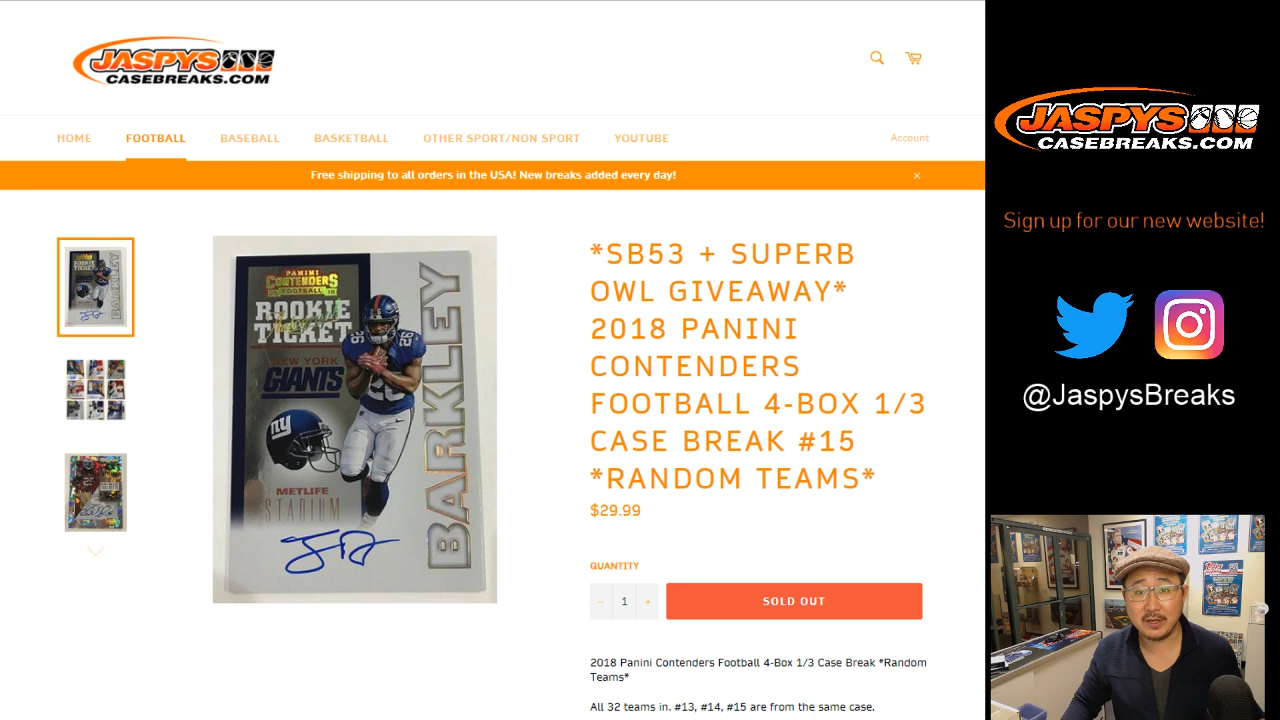 JASPYS
CASEBREAKS.COM
HOME FOOTBALL BASEBALL BASKETBALL OTHER SPORT/NON SPORT YOUTUBE Account
Free shipping to all orders in the USA! New breaks added every day! ×
PANINI
CONTENDERS
FOOTBALL
ROOKIE
TICKET
NEW YORK
GIANTS
ny
METLIFE
STADIUM
BARKLEY
*SB53 + SUPERB
OWL GIVEAWAY*
2018 PANINI
CONTENDERS
FOOTBALL 4-BOX 1/3
CASE BREAK #15
*RANDOM TEAMS*
$29.99
QUANTITY
− 1 + SOLD OUT
2018 Panini Contenders Football 4-Box 1/3 Case Break *Random
Teams*
All 32 teams in. #13, #14, #15 are from the same case.
JASPYS
CASEBREAKS.COM
Sign up for our new website!
@JaspysBreaks